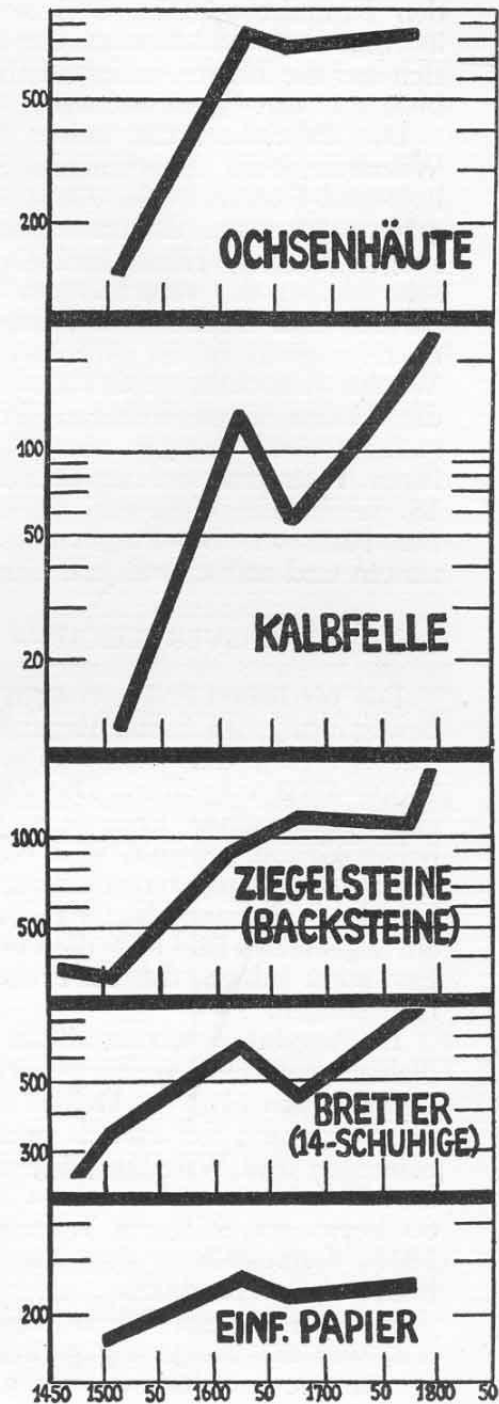 500
200
OCHSENHÄUTE
100
50
20
KALBFELLE
1000
500
ZIEGELSTEINE
(BACKSTEINE)
500
300
BRETTER
(14-SCHUHIGE)
200
EINF. PAPIER
1450 1500 50 1600 50 1700 50 1800 50